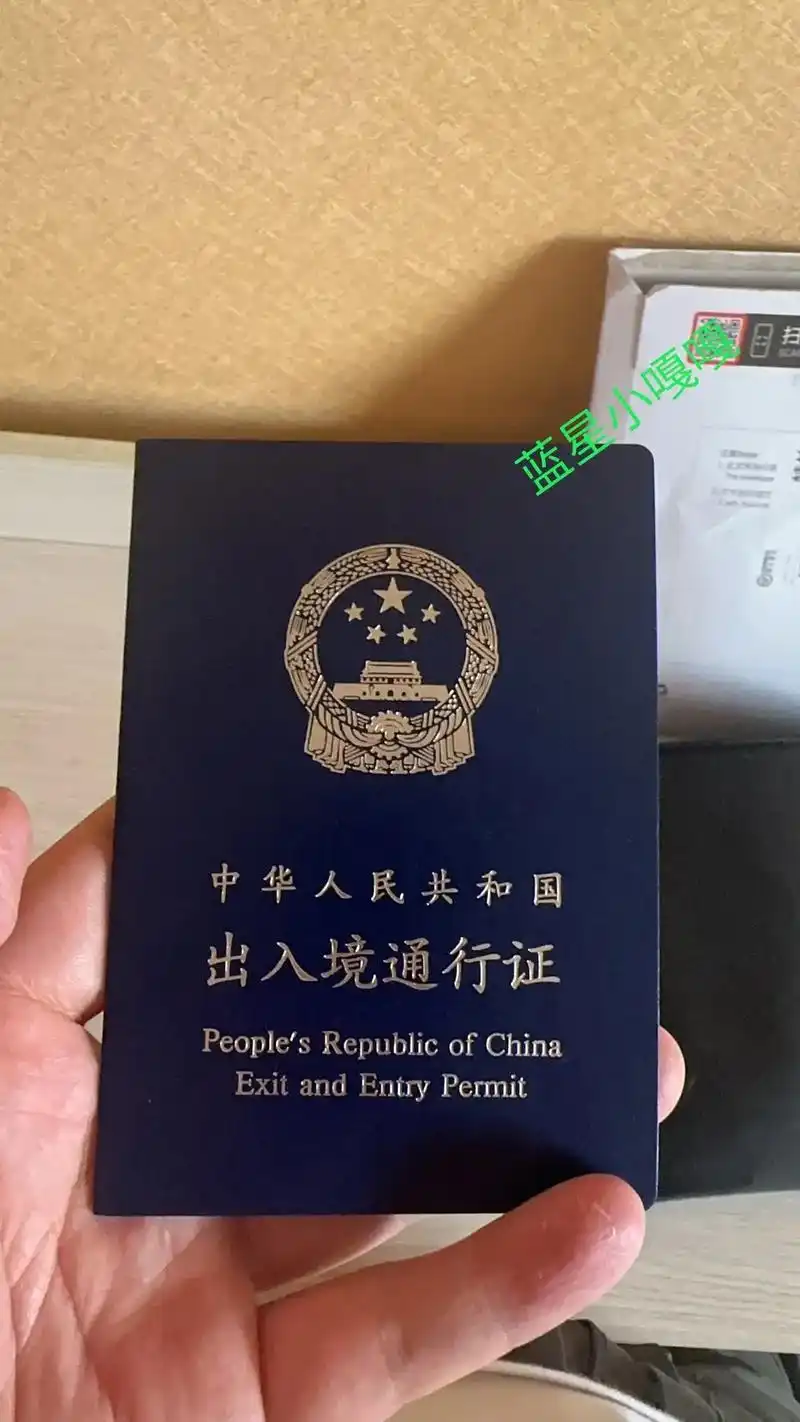 扫
蓝星小嘎嘎
中华人民共和国
出入境通行证
People's Republic of China
Exit and Entry Permit